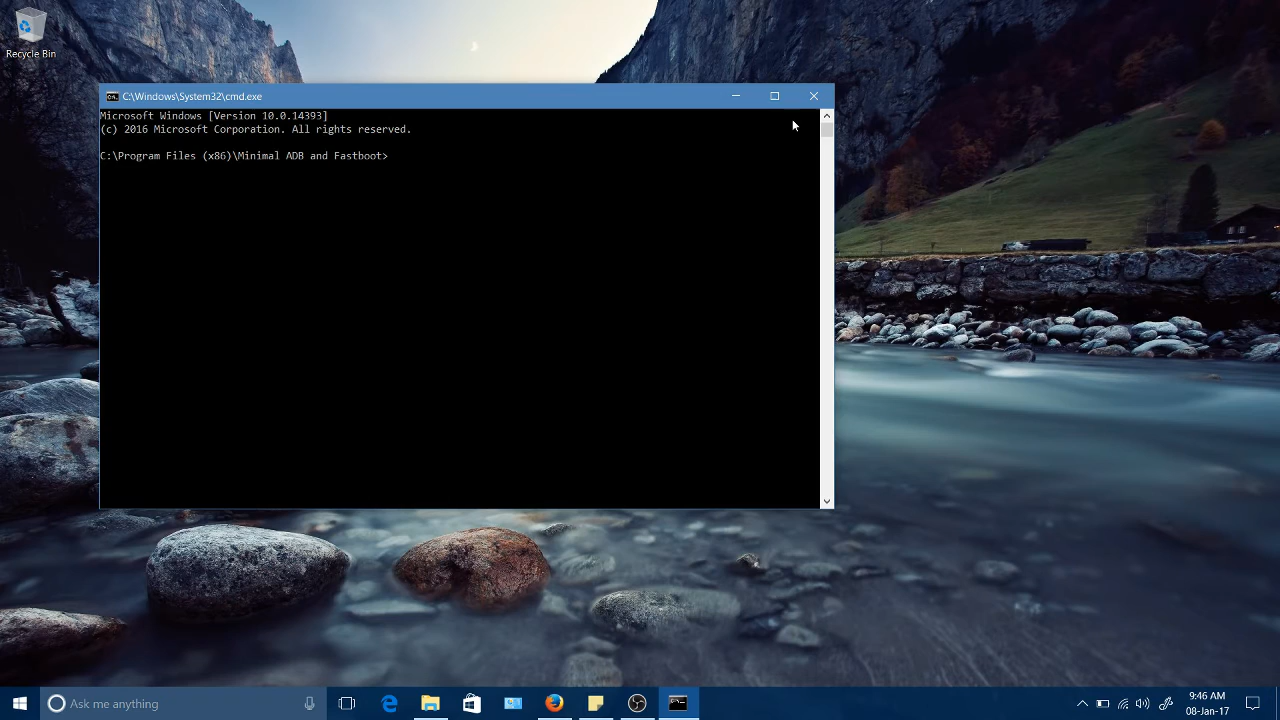 Recycle Bin
C:\Windows\System32\cmd.exe
Microsoft Windows [Version 10.0.14393]
(c) 2016 Microsoft Corporation. All rights reserved.
C:\Program Files (x86)\Minimal ADB and Fastboot>
Ask me anything
9:46 AM
08-Jan-17